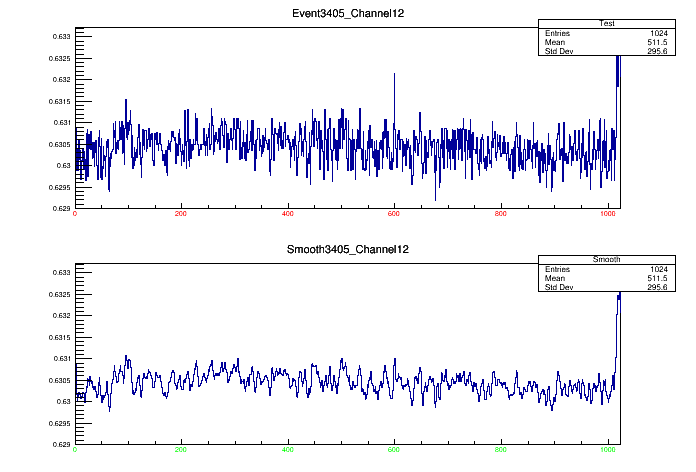 Event3405_Channel12
Test
Entries 1024
Mean 511.5
Std Dev 295.6
0.633
0.6325
0.632
0.6315
0.631
0.6305
0.63
0.6295
0.629
0 200 400 600 800 1000
Smooth3405_Channel12
Smooth
Entries 1024
Mean 511.5
Std Dev 295.6
0.633
0.6325
0.632
0.6315
0.631
0.6305
0.63
0.6295
0.629
0 200 400 600 800 1000